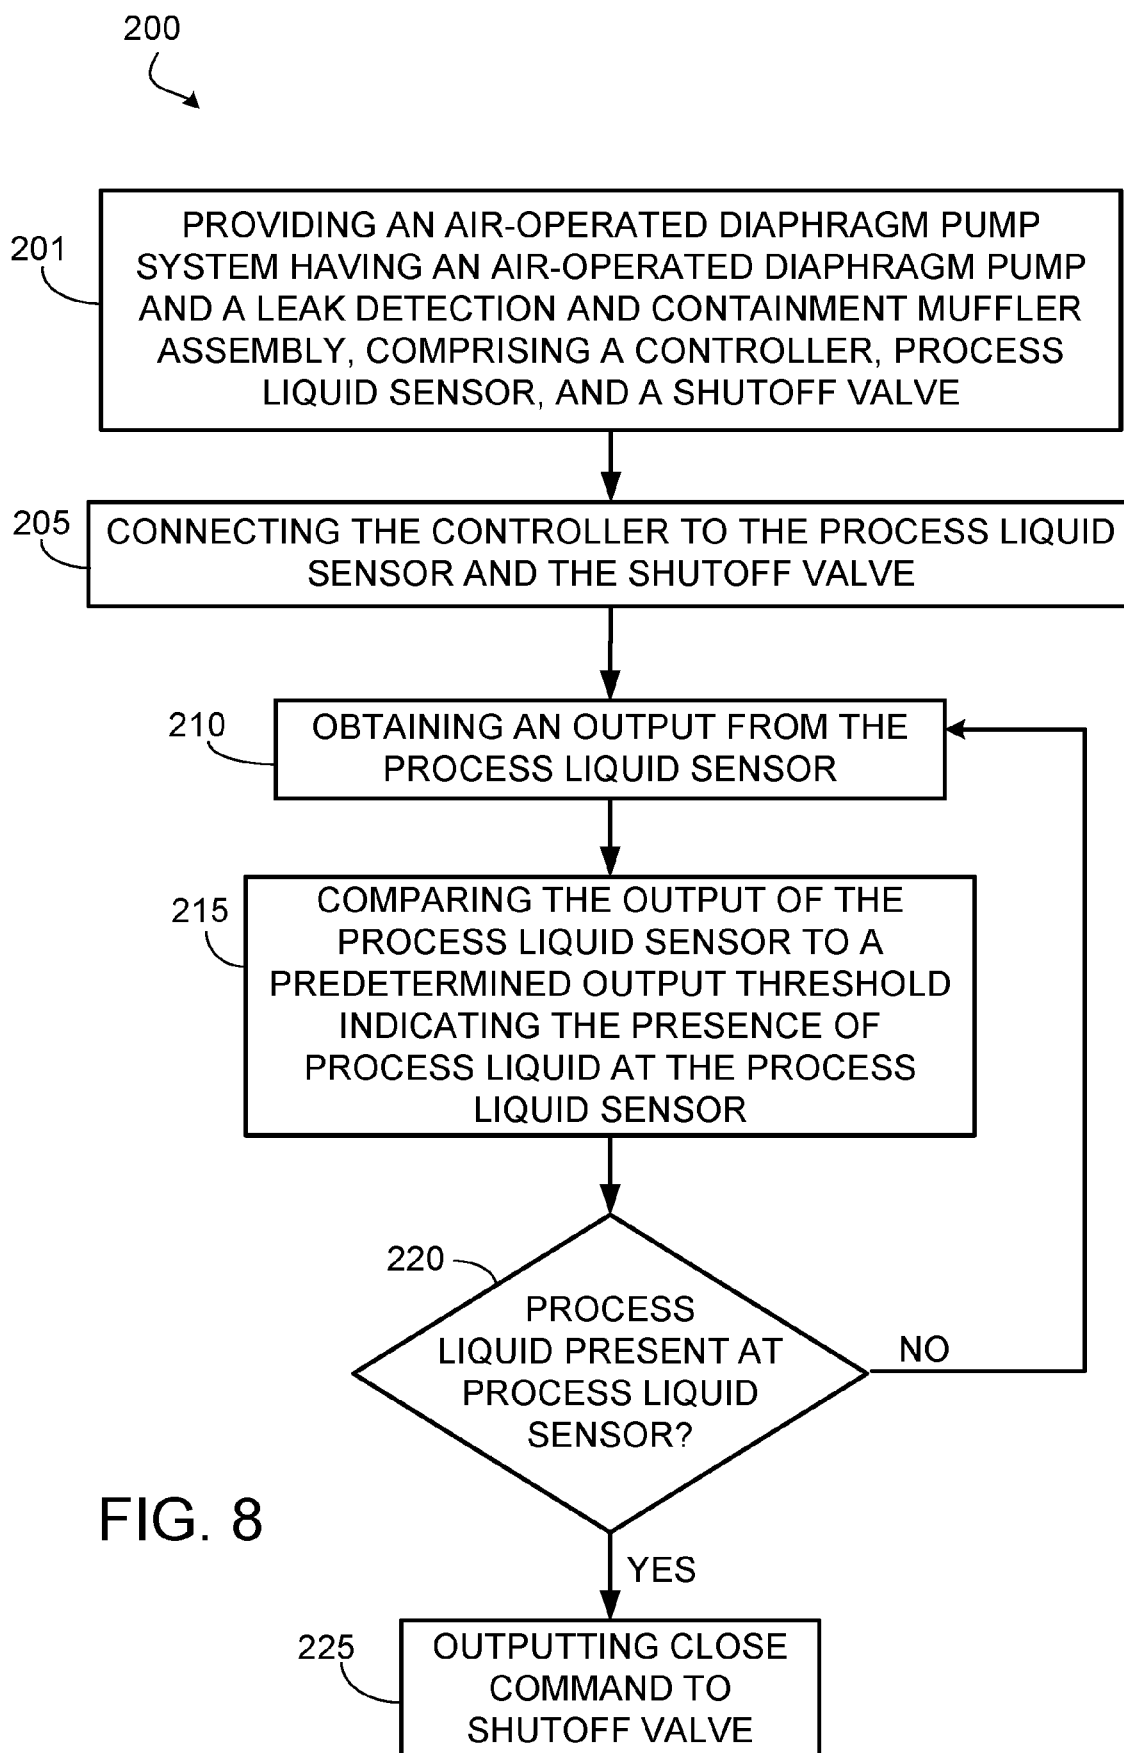 200
201
PROVIDING AN AIR-OPERATED DIAPHRAGM PUMP
SYSTEM HAVING AN AIR-OPERATED DIAPHRAGM PUMP
AND A LEAK DETECTION AND CONTAINMENT MUFFLER
ASSEMBLY, COMPRISING A CONTROLLER, PROCESS
LIQUID SENSOR, AND A SHUTOFF VALVE
205
CONNECTING THE CONTROLLER TO THE PROCESS LIQUID
SENSOR AND THE SHUTOFF VALVE
210
OBTAINING AN OUTPUT FROM THE
PROCESS LIQUID SENSOR
215
COMPARING THE OUTPUT OF THE
PROCESS LIQUID SENSOR TO A
PREDETERMINED OUTPUT THRESHOLD
INDICATING THE PRESENCE OF
PROCESS LIQUID AT THE PROCESS
LIQUID SENSOR
220
PROCESS
LIQUID PRESENT AT
PROCESS LIQUID
SENSOR?
NO
FIG. 8
YES
225
OUTPUTTING CLOSE
COMMAND TO
SHUTOFF VALVE